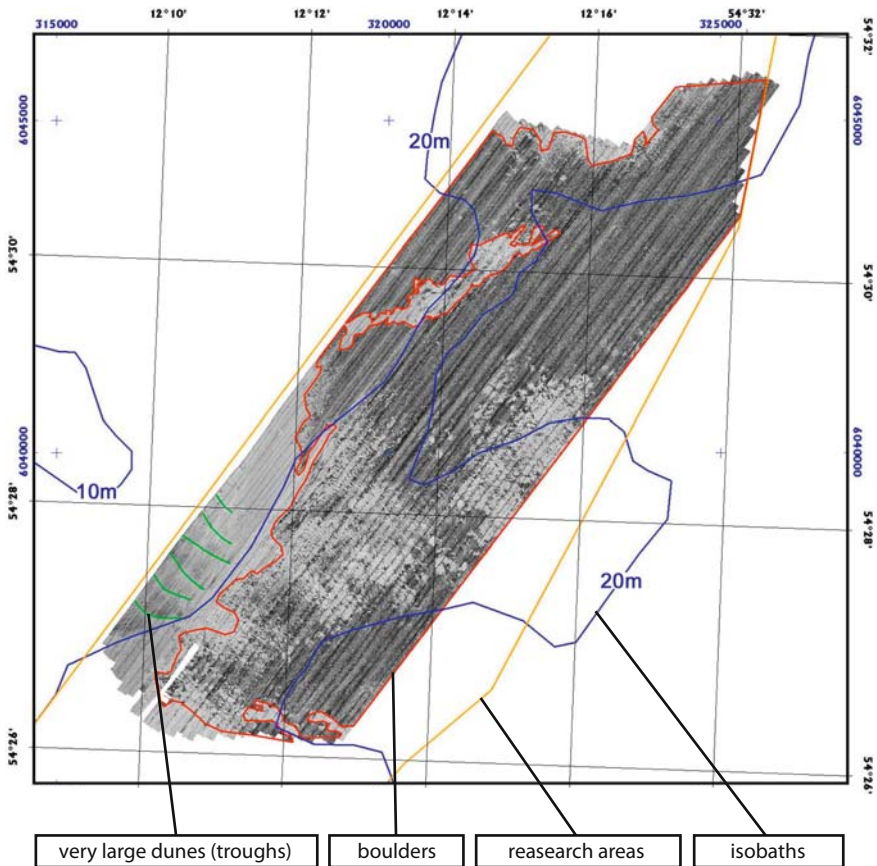 315000 12°10' 12°12' 320000 12°14' 12°16' 325000 54°32'
54°32'
6045000
6045000
20m
54°30'
54°30'
6040000
6040000
10m
54°28'
54°28'
20m
54°26'
54°26'
very large dunes (troughs)
boulders
reasearch areas
isobaths